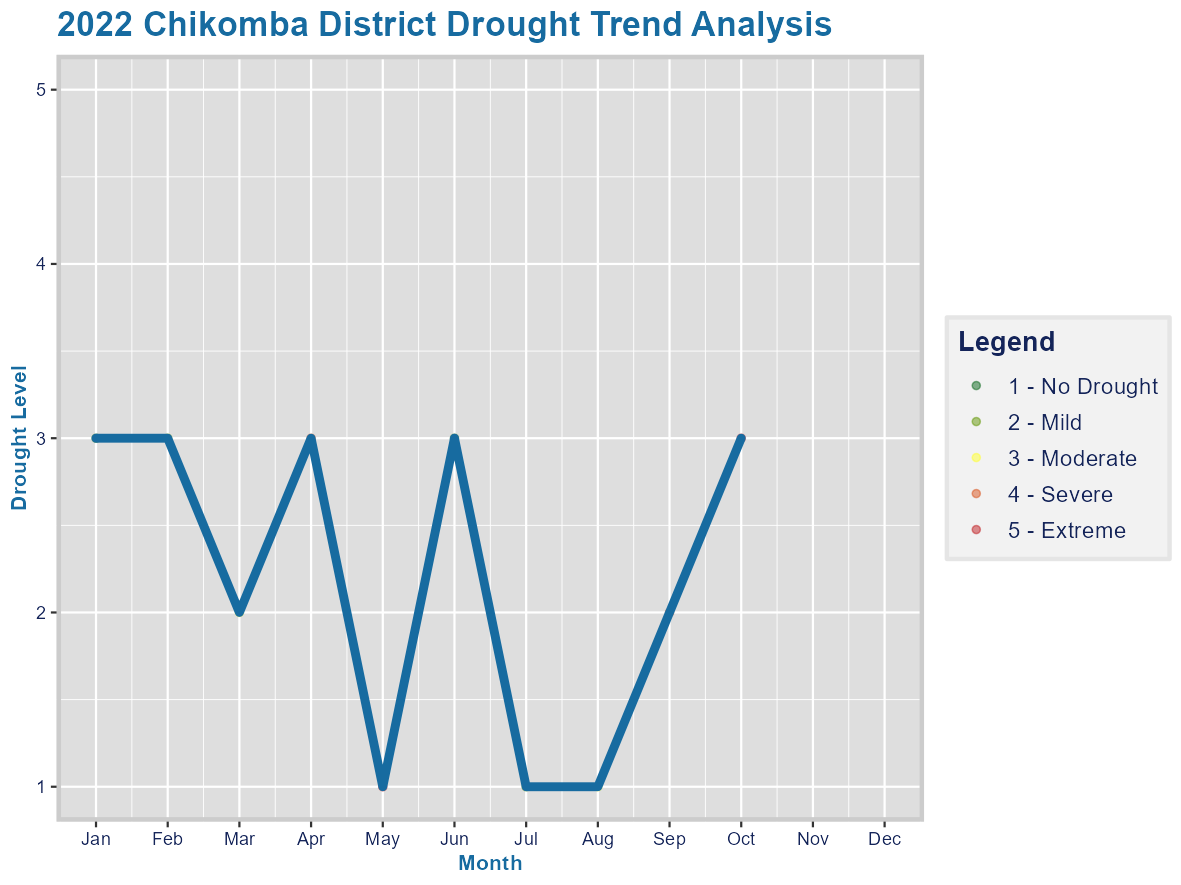 2022 Chikomba District Drought Trend Analysis
5
4
3
2
1
Drought Level
Jan Feb Mar Apr May Jun Jul Aug Sep Oct Nov Dec
Month
Legend
1 - No Drought
2 - Mild
3 - Moderate
4 - Severe
5 - Extreme